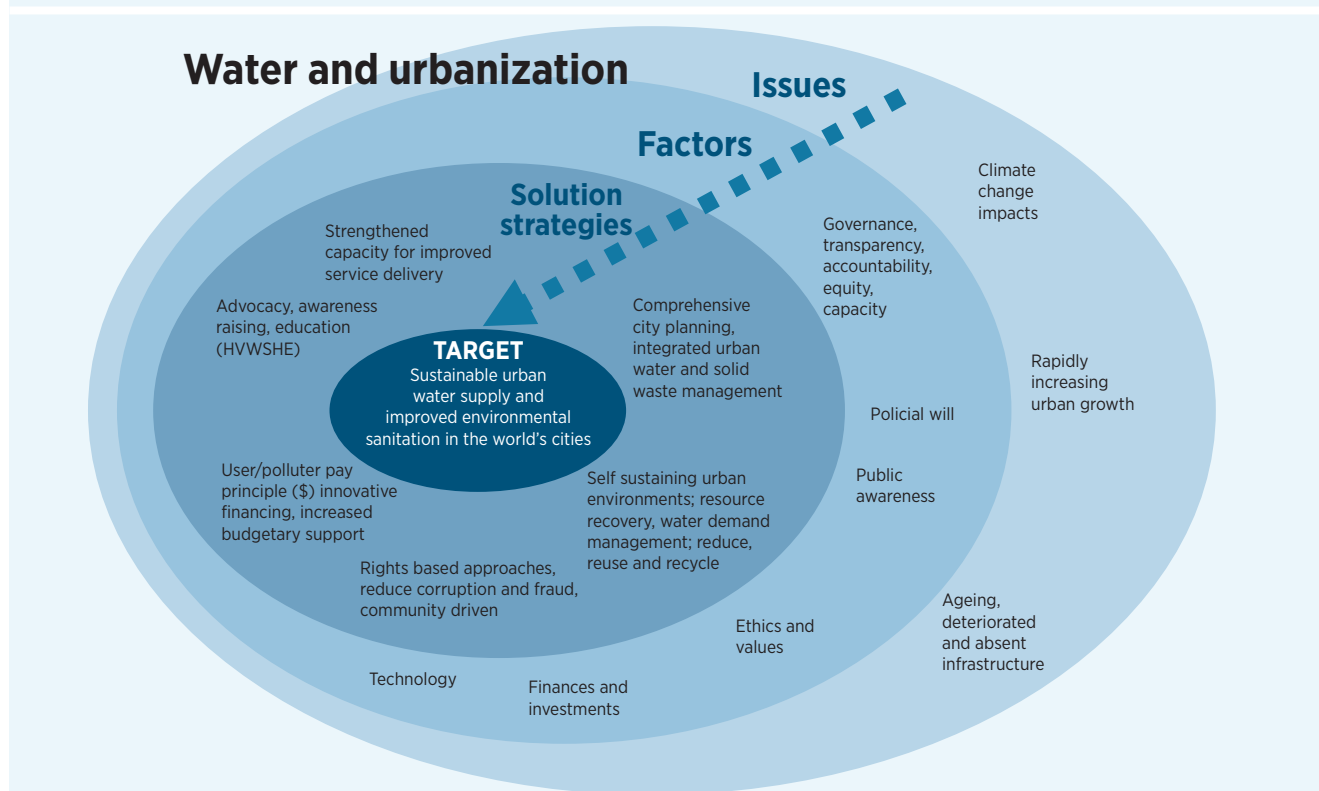 Water and urbanization
Issues
Factors
Solution
strategies
Climate
change
impacts
Governance,
transparency,
accountability,
equity,
capacity
Strengthened
capacity for improved
service delivery
Advocacy, awareness
raising, education
(HVWSHE)
Comprehensive
city planning,
integrated urban
water and solid
waste management
TARGET
Sustainable urban
water supply and
improved environmental
sanitation in the world's cities
Rapidly
increasing
urban growth
Policial will
Public
awareness
User/polluter pay
principle ($) innovative
financing, increased
budgetary support
Self sustaining urban
environments; resource
recovery, water demand
management; reduce,
reuse and recycle
Rights based approaches,
reduce corruption and fraud,
community driven
Ageing,
deteriorated
and absent
infrastructure
Ethics and
values
Technology
Finances and
investments